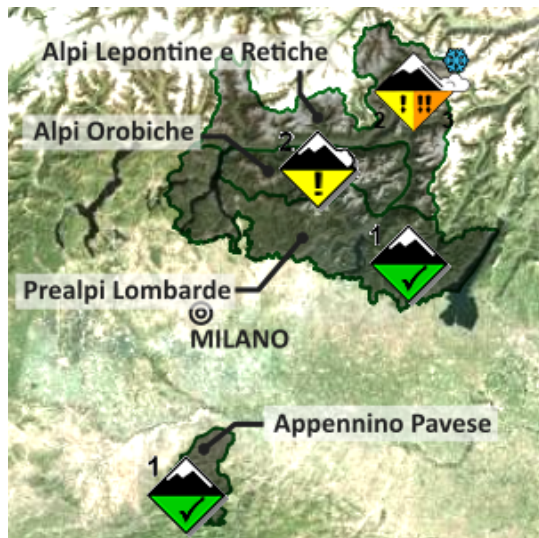 Alpi Lepontine e Retiche
! !!
2 3
Alpi Orobiche
2
!
1
Prealpi Lombarde
MILANO
Appennino Pavese
1